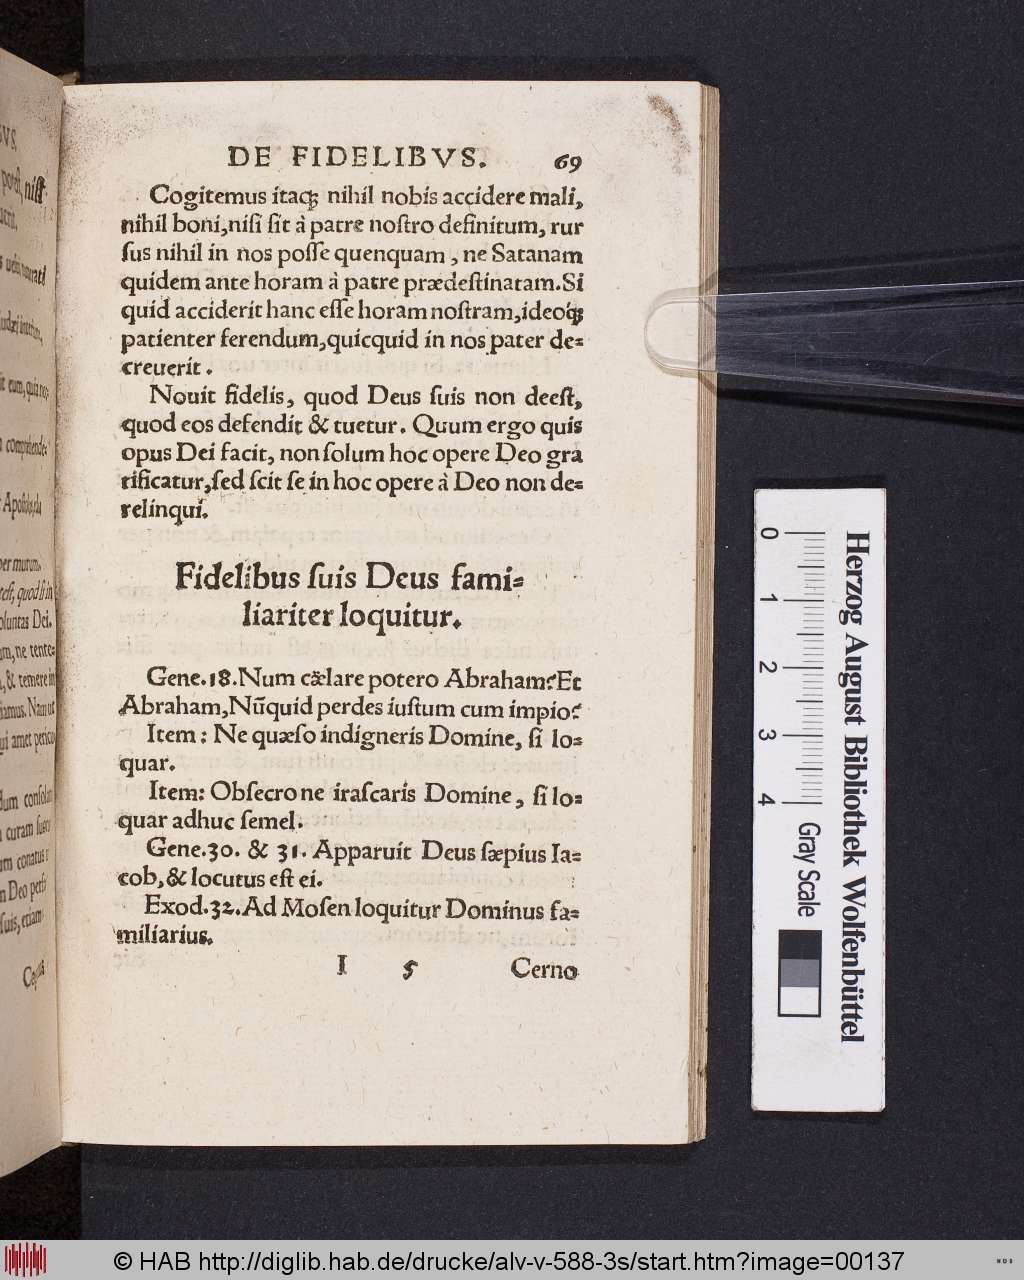 DE FIDELIBVS. 69
Cogitemus itaq; nihil nobis accidere mali,
nihil boni, niſi ſit à patre noſtro definitum, rur
ſus nihil in nos poſſe quenquam, ne Satanam
quidem ante horam à patre prædeſtinatam. Si
quid acciderit hanc eſſe horam noſtram, ideóq;
patienter ferendum, quicquid in nos pater de⸗
creuerit.
Nouit fidelis, quod Deus ſuis non deeſt,
quod eos defendit & tuetur. Quum ergo quis
opus Dei facit, non ſolum hoc opere Deo gra
tificatur, ſed ſcit ſe in hoc opere à Deo non de⸗
relinqui.
Fidelibus ſuis Deus fami⸗
liariter loquitur.
Gene. 18. Num cælare potero Abraham? Et
Abraham, Nũquid perdes iuſtum cum impio?
Item: Ne quæſo indigneris Domine, ſi lo⸗
quar.
Item: Obſecro ne iraſcaris Domine, ſi lo⸗
quar adhuc ſemel.
Gene. 30. & 31. Apparuit Deus ſæpius Ia⸗
cob, & locutus eſt ei.
Exod. 32. Ad Moſen loquitur Dominus fa⸗
miliarius.
I 5 Cerno
0 1 2 3 4
Gray Scale
Herzog August Bibliothek Wolfenbüttel
© HAB http://diglib.hab.de/drucke/alv-v-588-3s/start.htm?image=00137